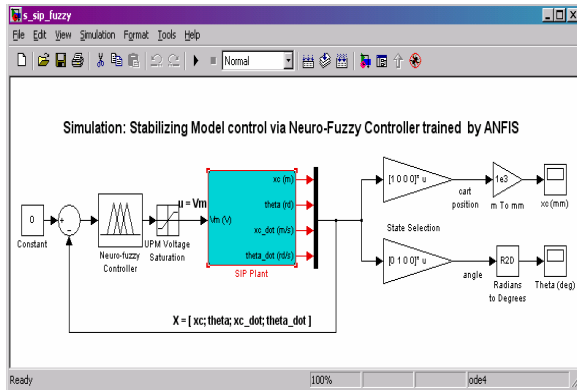 s_sip_fuzzy
File Edit View Simulation Format Tools Help
Normal
Simulation: Stabilizing Model control via Neuro-Fuzzy Controller trained by ANFIS
xc (m)
theta (rd)
xc_dot (m/s)
theta_dot (rd/s)
Vm (V)
SIP Plant
u = Vm
0
Constant
Neuro-fuzzy
Controller
UPM Voltage
Saturation
[1 0 0 0]* u
cart
position
1e3
m To mm
xc (mm)
State Selection
[0 1 0 0]* u
angle
R2D
Radians
to Degrees
Theta (deg)
X = [ xc; theta; xc_dot; theta_dot ]
Ready
100%
ode4